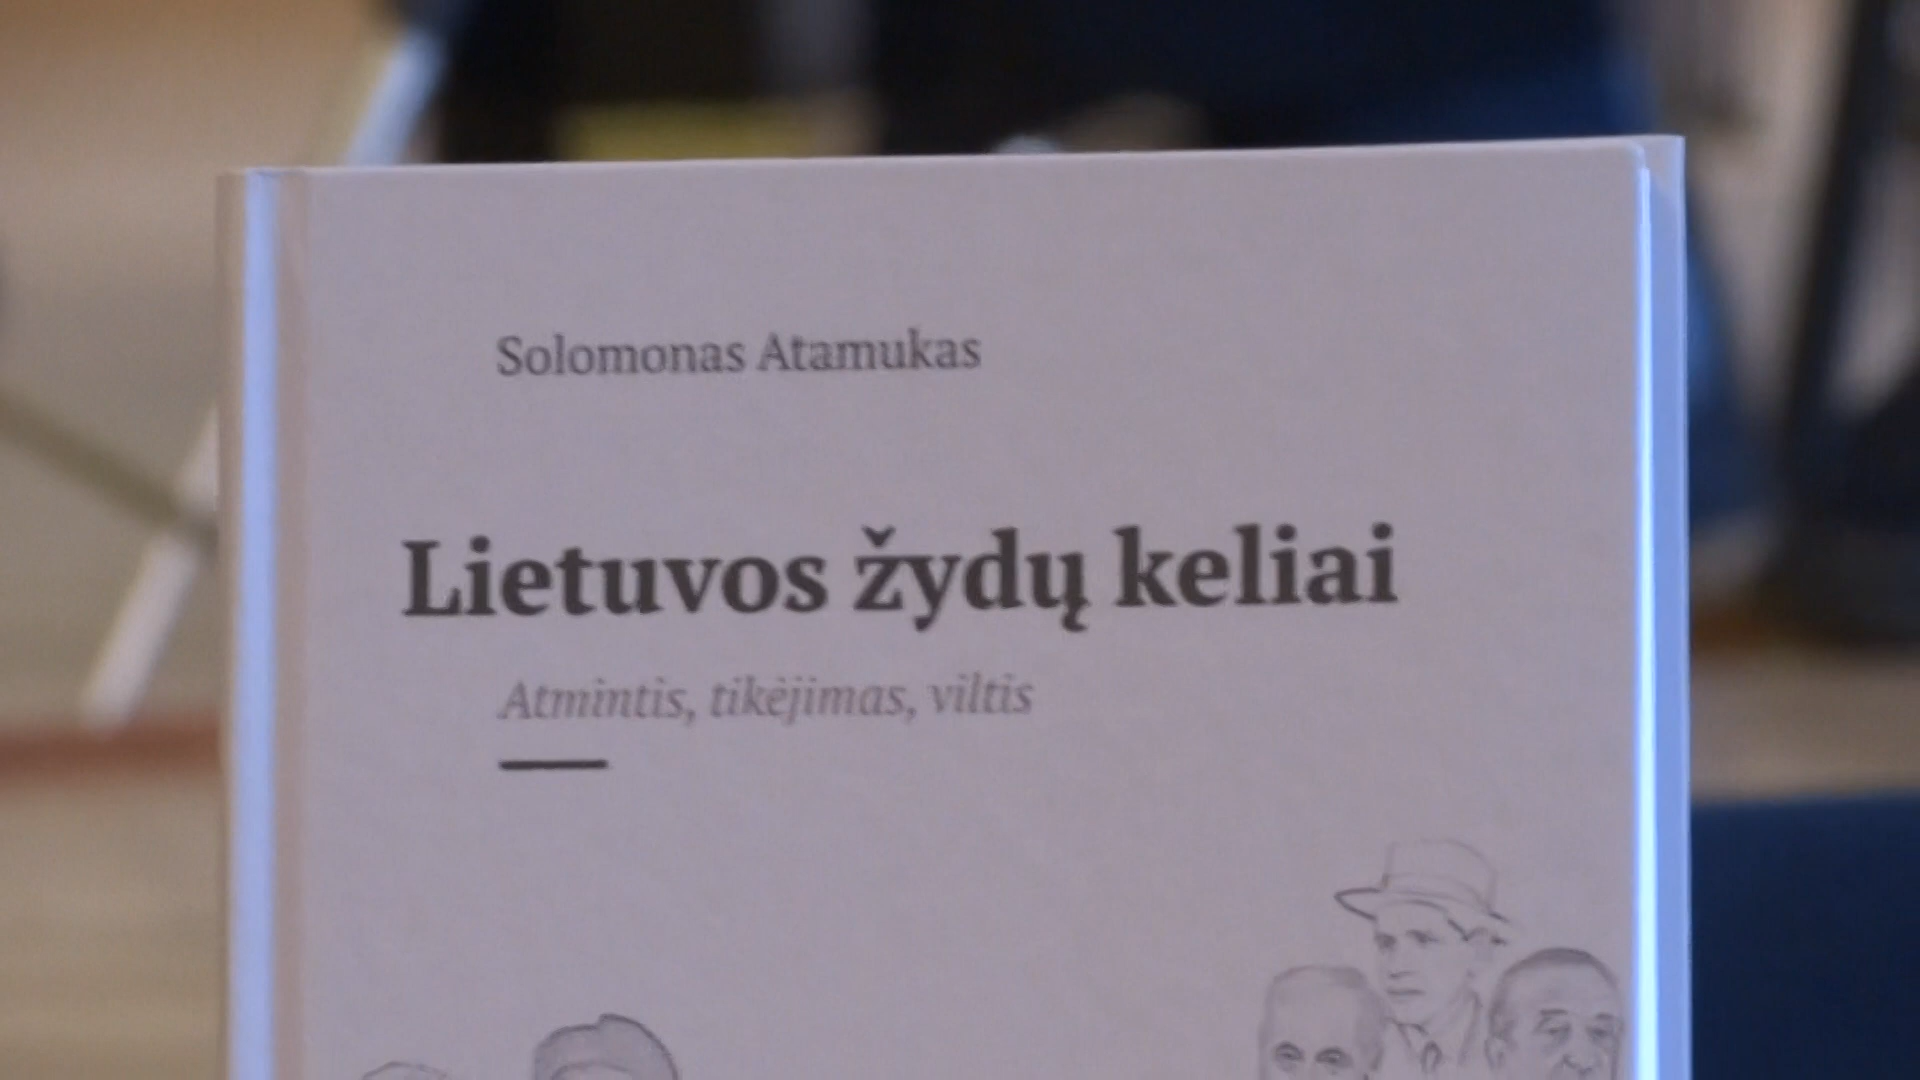 Solomonas Atamukas
Lietuvos žydų keliai
Atmintis, tikėjimas, viltis